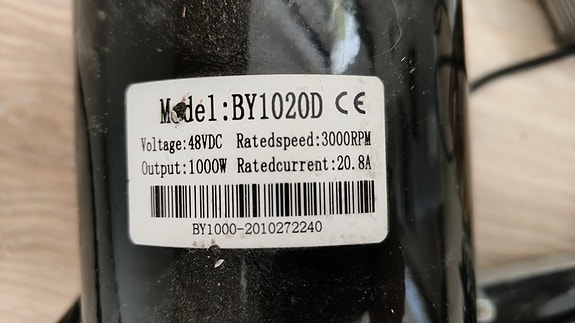 Model:BY1020D CE
Voltage:48VDC Ratedspeed:3000RPM
Output:1000W Ratedcurrent:20.8A
BY1000-2010272240